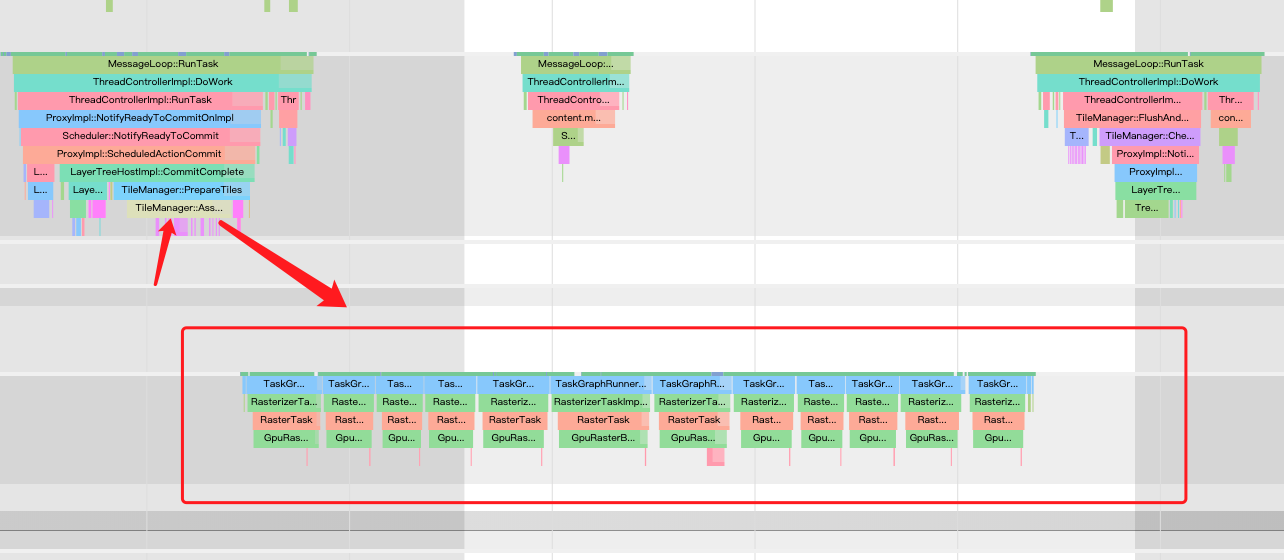 MessageLoop::RunTask MessageLoop:... MessageLoop::RunTask
ThreadControllerImpl::DoWork ThreadControllerIm... ThreadControllerImpl::DoWork
ThreadControllerImpl::RunTask Thr ThreadContro... ThreadControllerIm... Thr...
ProxyImpl::NotifyReadyToCommitOnImpl content.m... TileManager::FlushAnd... con...
Scheduler::NotifyReadyToCommit S... T... TileManager::Che...
ProxyImpl::ScheduledActionCommit ProxyImpl::Noti...
L... LayerTreeHostImpl::CommitComplete ProxyImpl...
L... Laye... TileManager::PrepareTiles LayerTre...
TileManager::Ass... Tre...
TaskGr... TaskGr... Tas... Tas... TaskGr... TaskGraphRunner... TaskGraphR... TaskGr... Tas... TaskGr... TaskGr... TaskGr...
RasterizerTa... Raste... Raste... Raste... Rasteriz... RasterizerTaskImp... RasterizerTa... Rasteriz... Raste... Raste... Rasteriz... Rasteriz...
RasterTask Rast... Rast... Rast... RasterTask RasterTask RasterTask Rast... Rast... Rast... Rast... Rast...
GpuRas... Gpu... Gpu... Gpu... GpuRas... GpuRasterB... GpuRas... Gpu... Gpu... Gpu... GpuRas... Gpu...